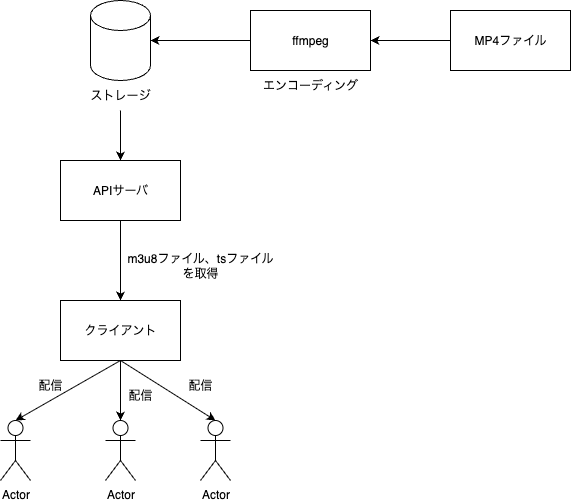 ffmpeg
MP4ファイル
ストレージ
エンコーディング
APIサーバ
m3u8ファイル、tsファイル
を取得
クライアント
配信
配信
配信
Actor
Actor
Actor